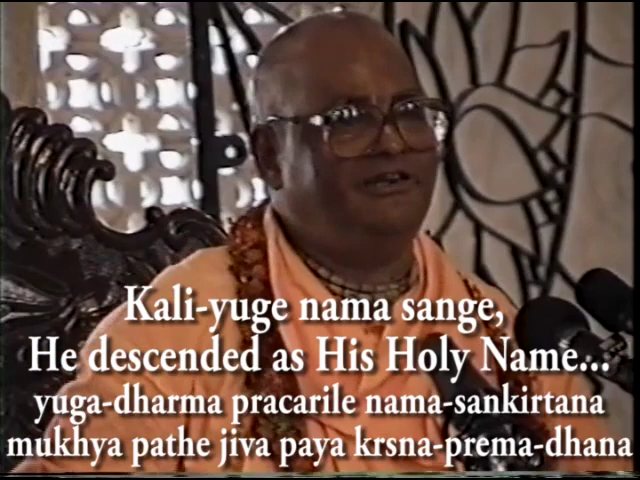 Kali-yuge nama sange,
He descended as His Holy Name...
yuga-dharma pracarile nama-sankirtana
mukhya pathe jiva paya krsna-prema-dhana